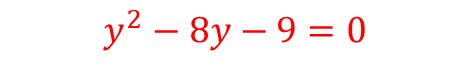 y² − 8y − 9 = 0